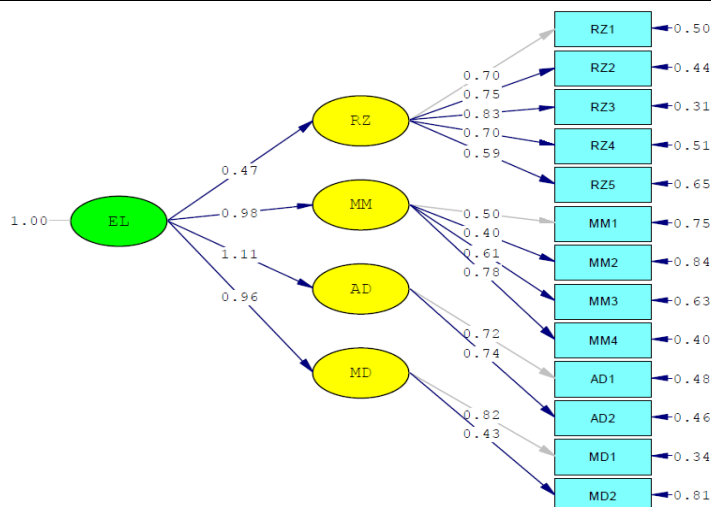 RZ1
0.50
RZ2
0.44
0.70
0.75
RZ3
0.31
0.83
RZ
0.70
RZ4
0.51
0.59
0.47
RZ5
0.65
MM
0.98
0.50
0.40
MM1
0.75
1.00
EL
0.61
1.11
0.78
MM2
0.84
AD
0.96
MM3
0.63
0.72
0.74
MM4
0.40
MD
AD1
0.48
0.82
0.43
AD2
0.46
MD1
0.34
MD2
0.81